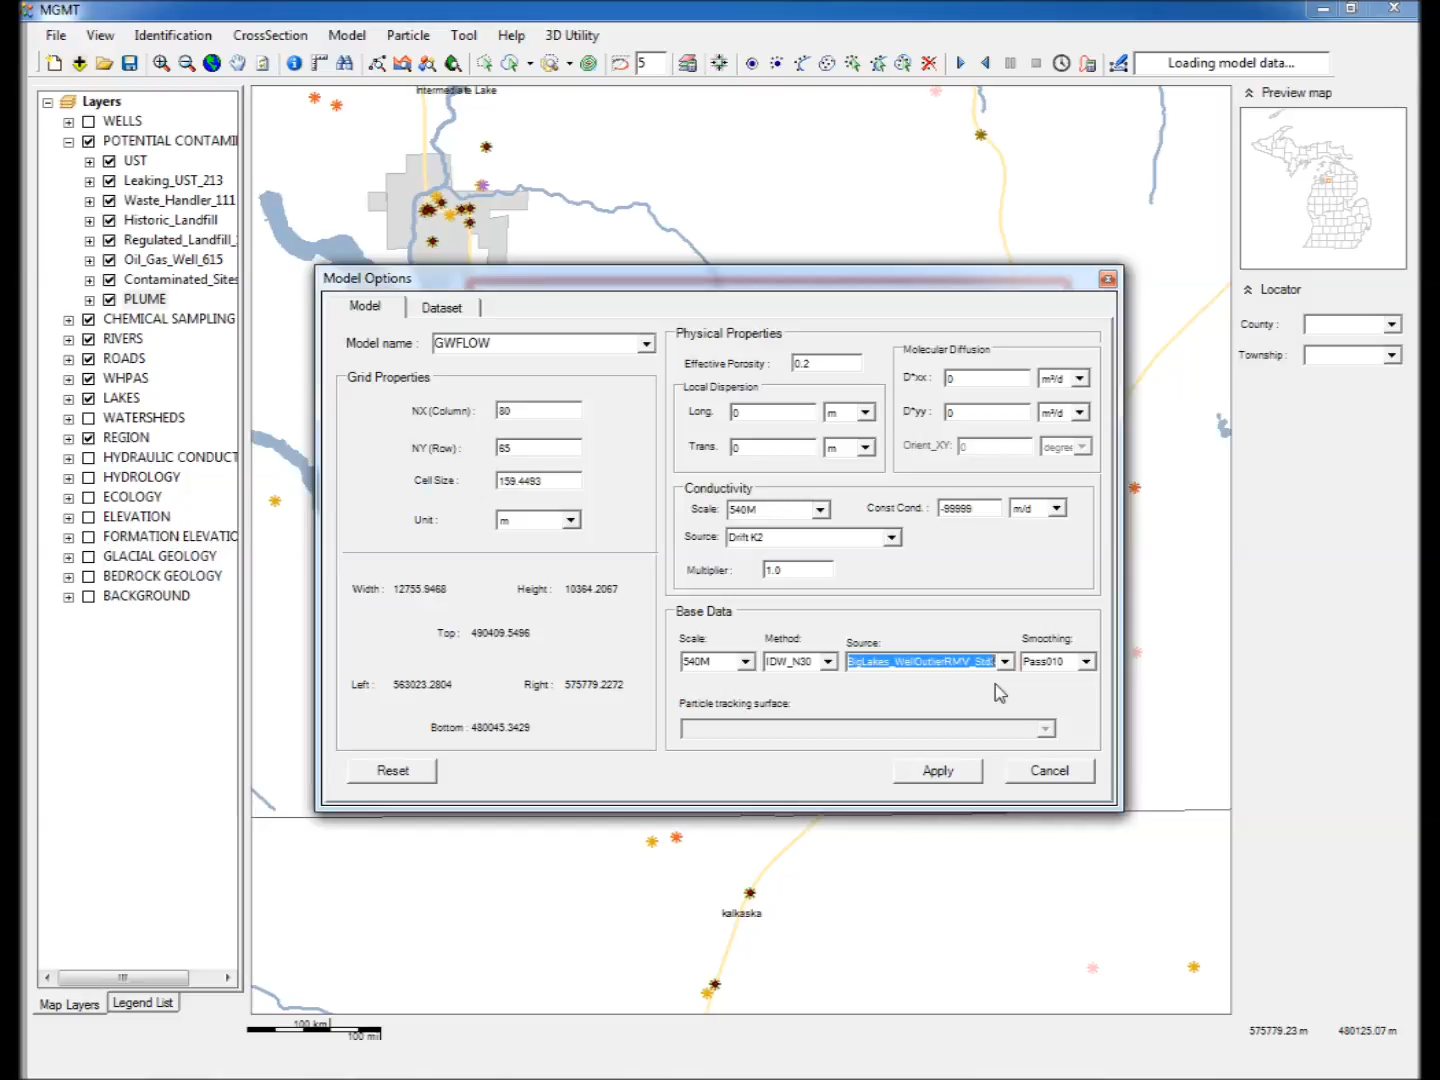 MGMT
File View Identification CrossSection Model Particle Tool Help 3D Utility
5
Loading model data...
Layers
WELLS
POTENTIAL CONTAMI
UST
Leaking_UST_213
Waste_Handler_111
Historic_Landfill
Regulated_Landfill_
Oil_Gas_Well_615
Contaminated_Sites
PLUME
CHEMICAL SAMPLING
RIVERS
ROADS
WHPAS
LAKES
WATERSHEDS
REGION
HYDRAULIC CONDUCT
HYDROLOGY
ECOLOGY
ELEVATION
FORMATION ELEVATIO
GLACIAL GEOLOGY
BEDROCK GEOLOGY
BACKGROUND
Map Layers Legend List
Intermediate Lake
kalkaska
100 km
100 mi
Model Options
Model Dataset
Model name : GWFLOW
Grid Properties
NX (Column) : 80
NY (Row) : 65
Cell Size : 159.4493
Unit : m
Width : 12755.9468 Height : 10364.2067
Top : 490409.5496
Left : 563023.2804 Right : 575779.2272
Bottom : 480045.3429
Physical Properties
Effective Porosity : 0.2
Local Dispersion
Long. 0 m
Trans. 0 m
Molecular Diffusion
D*xx : 0 m²/d
D*yy : 0 m²/d
Orient_XY: 0 degree
Conductivity
Scale: 540M Const Cond. : -99999 m/d
Source: Drift K2
Multiplier : 1.0
Base Data
Scale: Method: Source: Smoothing:
540M IDW_N30 BigLakes_WellOutlierRMV_Std Pass010
Particle tracking surface:
Reset Apply Cancel
Preview map
Locator
County :
Township :
575779.23 m 480125.07 m